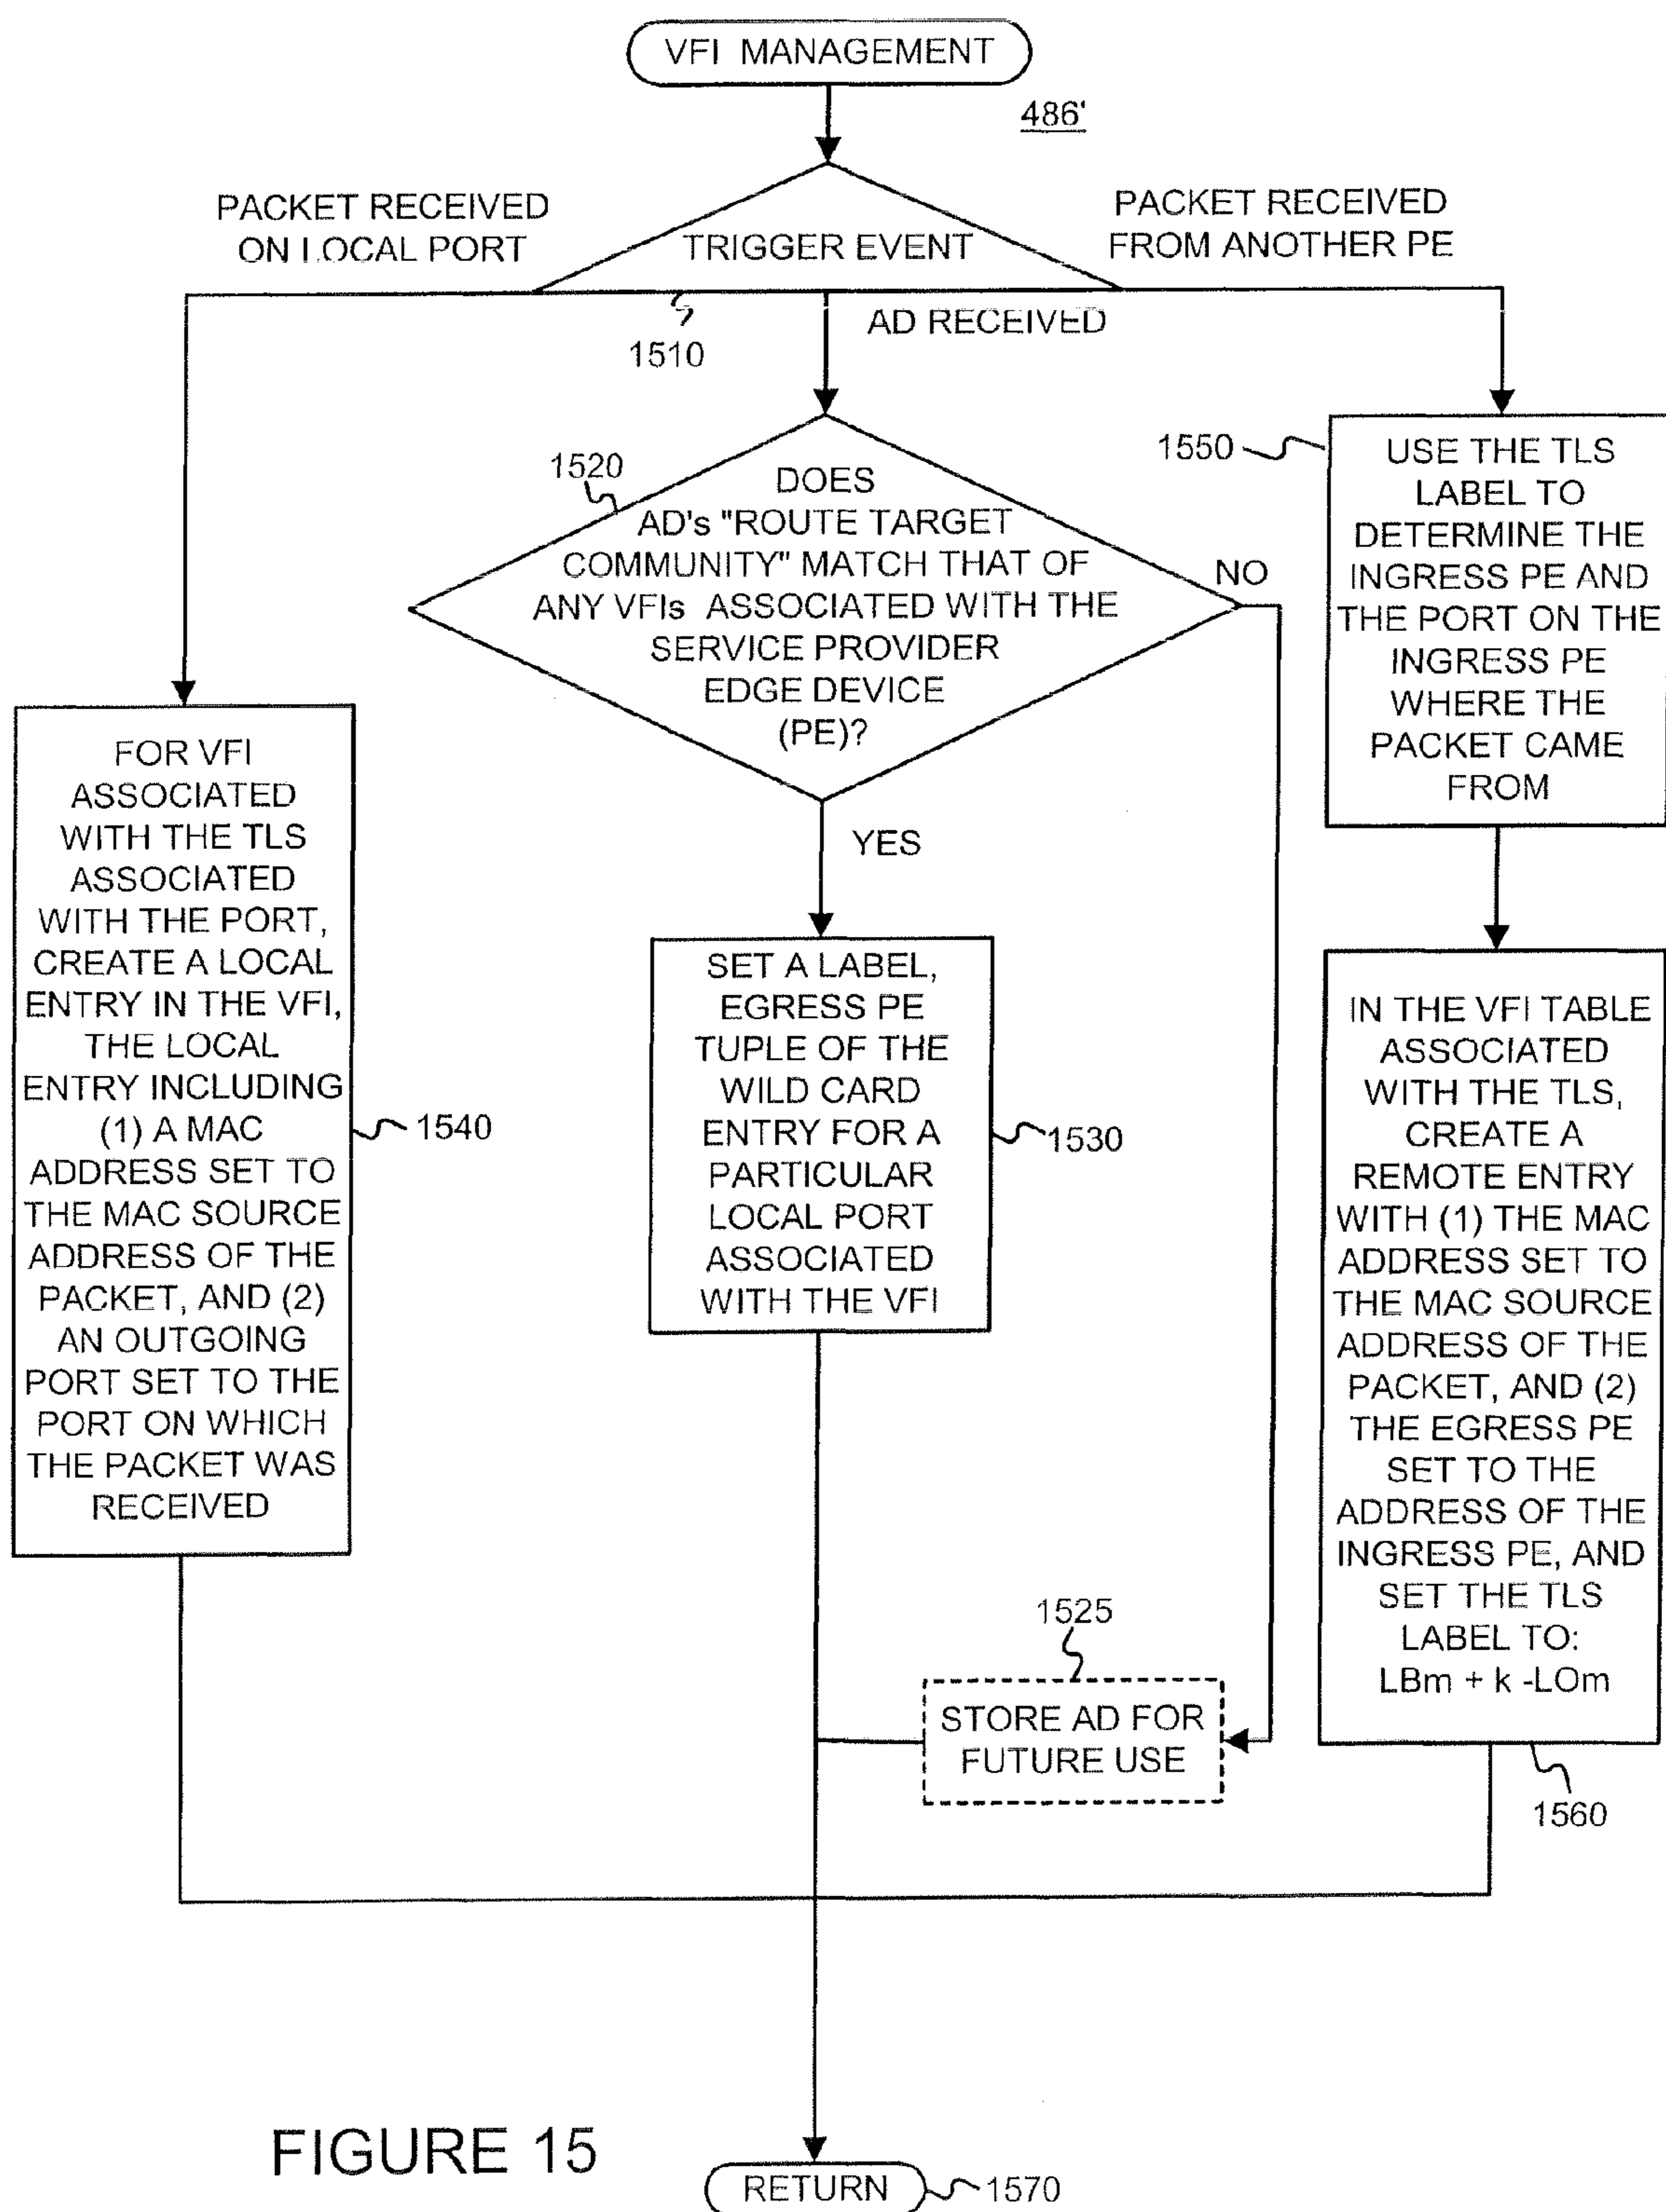 VFI MANAGEMENT
486'
PACKET RECEIVED
ON LOCAL PORT
TRIGGER EVENT
PACKET RECEIVED
FROM ANOTHER PE
1510
AD RECEIVED
1520
DOES
AD's "ROUTE TARGET
COMMUNITY" MATCH THAT OF
ANY VFIs ASSOCIATED WITH THE
SERVICE PROVIDER
EDGE DEVICE
(PE)?
NO
YES
1550
USE THE TLS
LABEL TO
DETERMINE THE
INGRESS PE AND
THE PORT ON THE
INGRESS PE
WHERE THE
PACKET CAME
FROM
FOR VFI
ASSOCIATED
WITH THE TLS
ASSOCIATED
WITH THE PORT,
CREATE A LOCAL
ENTRY IN THE VFI,
THE LOCAL
ENTRY INCLUDING
(1) A MAC
ADDRESS SET TO
THE MAC SOURCE
ADDRESS OF THE
PACKET, AND (2)
AN OUTGOING
PORT SET TO THE
PORT ON WHICH
THE PACKET WAS
RECEIVED
1540
SET A LABEL,
EGRESS PE
TUPLE OF THE
WILD CARD
ENTRY FOR A
PARTICULAR
LOCAL PORT
ASSOCIATED
WITH THE VFI
1530
IN THE VFI TABLE
ASSOCIATED
WITH THE TLS,
CREATE A
REMOTE ENTRY
WITH (1) THE MAC
ADDRESS SET TO
THE MAC SOURCE
ADDRESS OF THE
PACKET, AND (2)
THE EGRESS PE
SET TO THE
ADDRESS OF THE
INGRESS PE, AND
SET THE TLS
LABEL TO:
LBm + k -LOm
1525
STORE AD FOR
FUTURE USE
1560
FIGURE 15
RETURN
1570